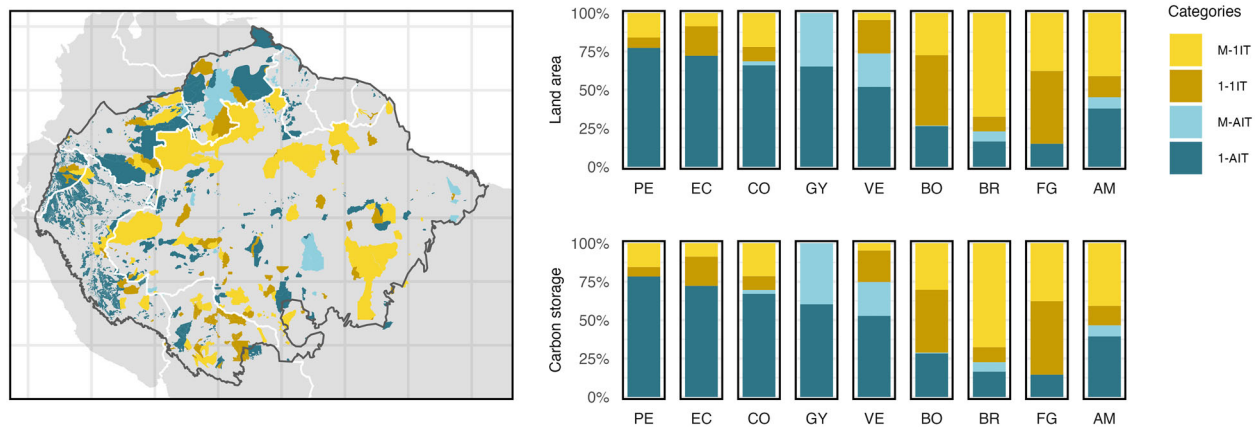 100%
75%
50%
25%
0%
Land area
PE EC CO GY VE BO BR FG AM
100%
75%
50%
25%
0%
Carbon storage
PE EC CO GY VE BO BR FG AM
Categories
M-1IT
1-1IT
M-AIT
1-AIT